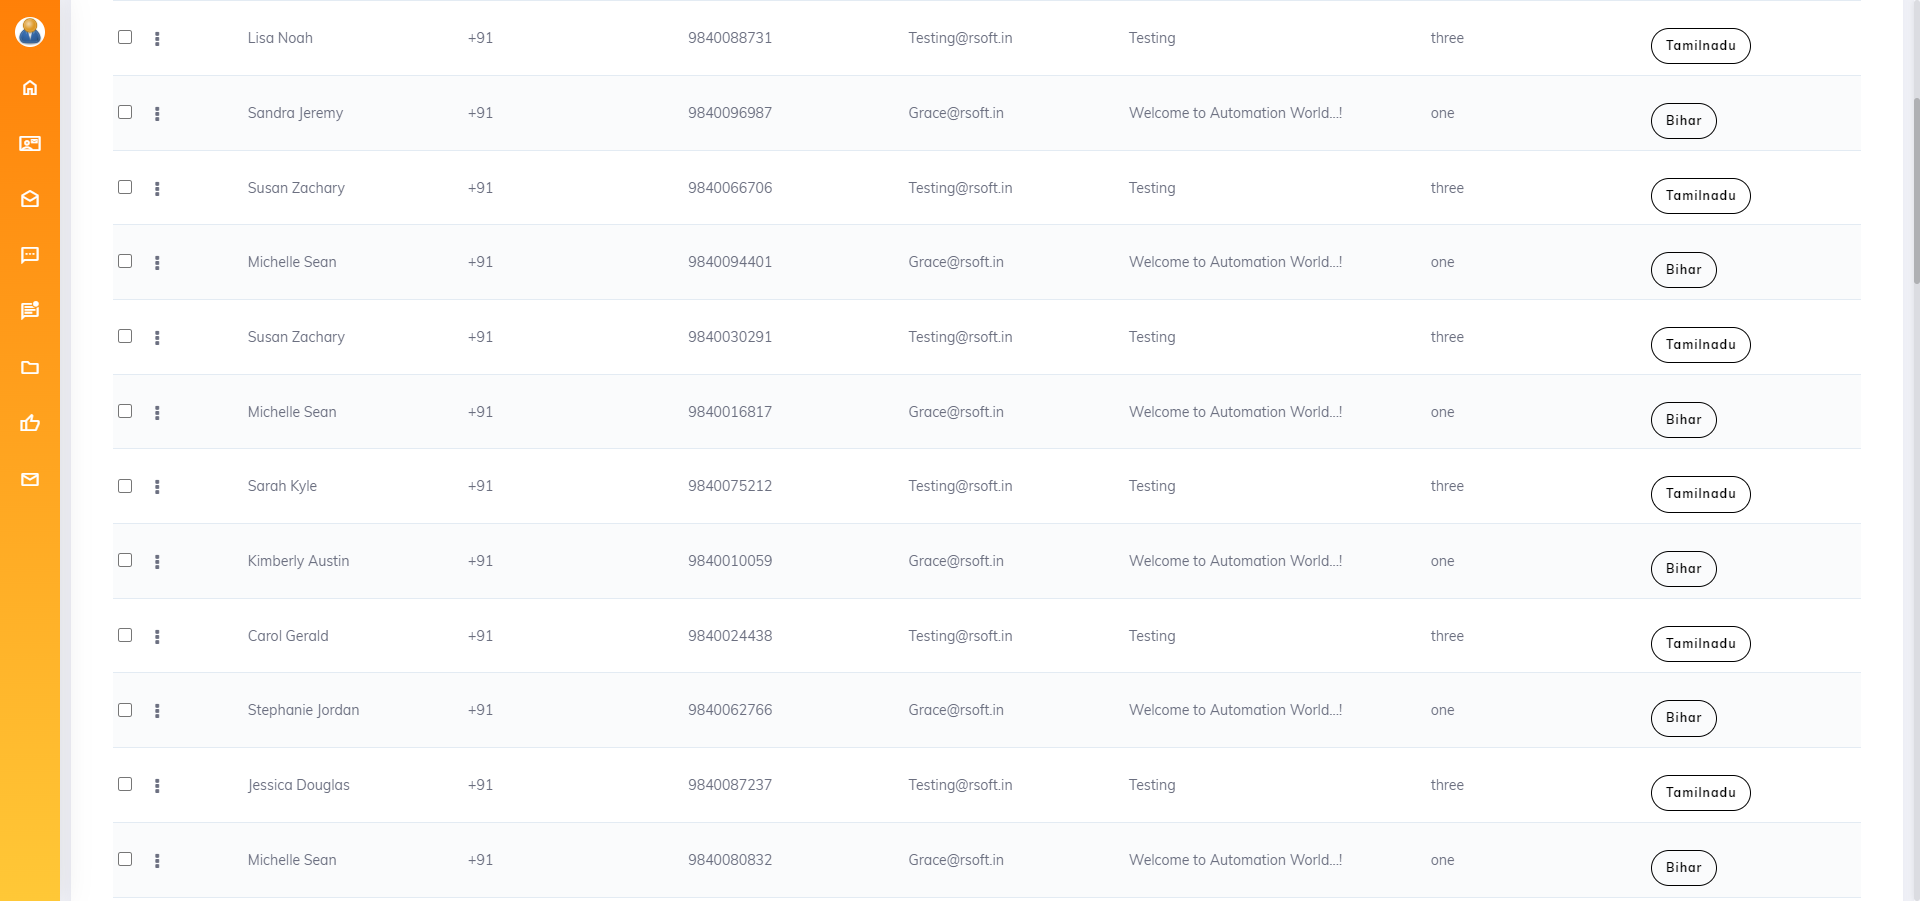 Lisa Noah +91 9840088731 Testing@rsoft.in Testing three Tamilnadu
Sandra Jeremy +91 9840096987 Grace@rsoft.in Welcome to Automation World...! one Bihar
Susan Zachary +91 9840066706 Testing@rsoft.in Testing three Tamilnadu
Michelle Sean +91 9840094401 Grace@rsoft.in Welcome to Automation World...! one Bihar
Susan Zachary +91 9840030291 Testing@rsoft.in Testing three Tamilnadu
Michelle Sean +91 9840016817 Grace@rsoft.in Welcome to Automation World...! one Bihar
Sarah Kyle +91 9840075212 Testing@rsoft.in Testing three Tamilnadu
Kimberly Austin +91 9840010059 Grace@rsoft.in Welcome to Automation World...! one Bihar
Carol Gerald +91 9840024438 Testing@rsoft.in Testing three Tamilnadu
Stephanie Jordan +91 9840062766 Grace@rsoft.in Welcome to Automation World...! one Bihar
Jessica Douglas +91 9840087237 Testing@rsoft.in Testing three Tamilnadu
Michelle Sean +91 9840080832 Grace@rsoft.in Welcome to Automation World...! one Bihar